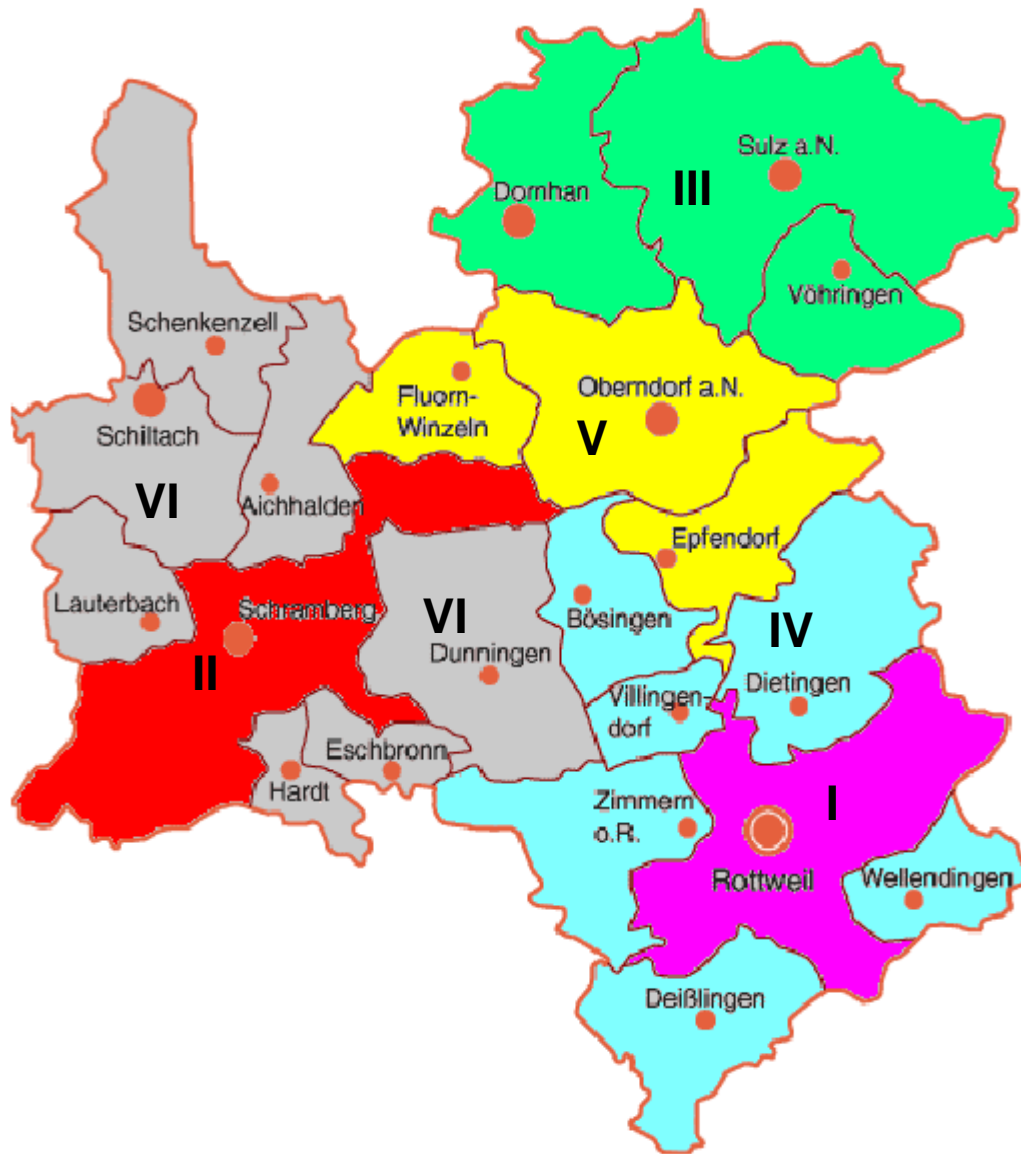 Sulz a.N.
III
Dornhan
Vöhringen
Schenkenzell
Oberndorf a.N.
Fluorn-
Winzeln
V
Schiltach
VI
Aichhalden
Epfendorf
Lauterbach
Schramberg
VI
Bösingen
IV
Dunningen
II
Dietingen
Villingen-
dorf
Eschbronn
Hardt
Zimmern
o.R.
I
Rottweil
Wellendingen
Deißlingen